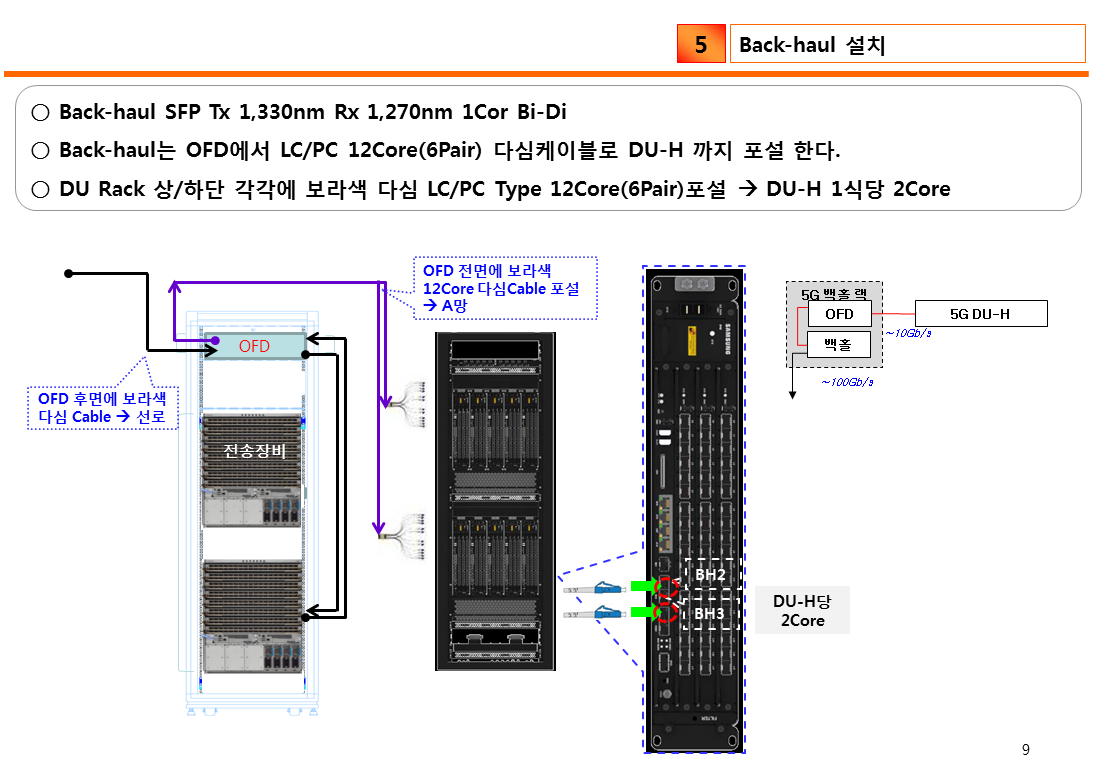 5
Back-haul 설치
○ Back-haul SFP Tx 1,330nm Rx 1,270nm 1Cor Bi-Di
○ Back-haul는 OFD에서 LC/PC 12Core(6Pair) 다심케이블로 DU-H 까지 포설 한다.
○ DU Rack 상/하단 각각에 보라색 다심 LC/PC Type 12Core(6Pair)포설 → DU-H 1식당 2Core
OFD 전면에 보라색
12Core 다심Cable 포설
→ A망
OFD
OFD 후면에 보라색
다심 Cable → 선로
전송장비
SAMSUNG
BH2
BH3
FILTER
DU-H당
2Core
5G 백홀 랙
OFD
백홀
5G DU-H
~10Gb/s
~100Gb/s
9